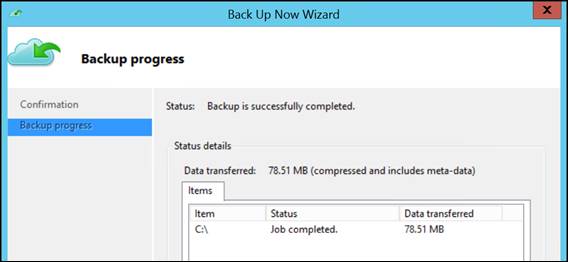 Back Up Now Wizard
X
Backup progress
Confirmation
Backup progress
Status: Backup is successfully completed.
Status details
Data transferred: 78.51 MB (compressed and includes meta-data)
Items
Item Status Data transferred
C:\ Job completed. 78.51 MB